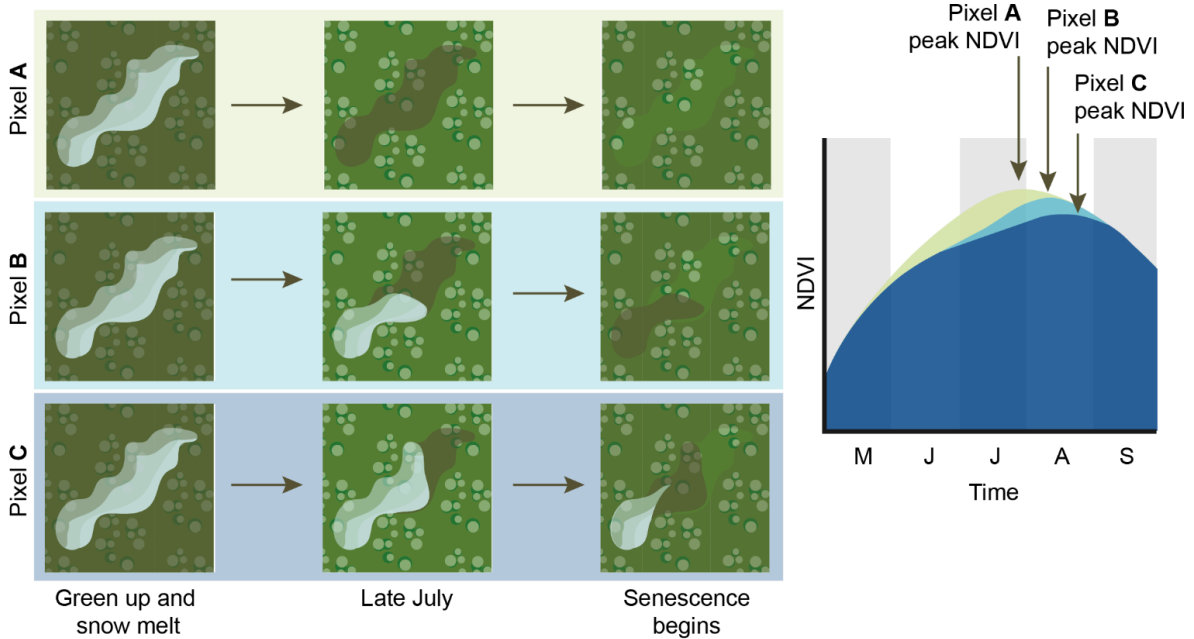 Pixel A
Pixel B
Pixel C
Green up and
snow melt
Late July
Senescence
begins
Pixel A
peak NDVI
Pixel B
peak NDVI
Pixel C
peak NDVI
NDVI
M J J A S
Time